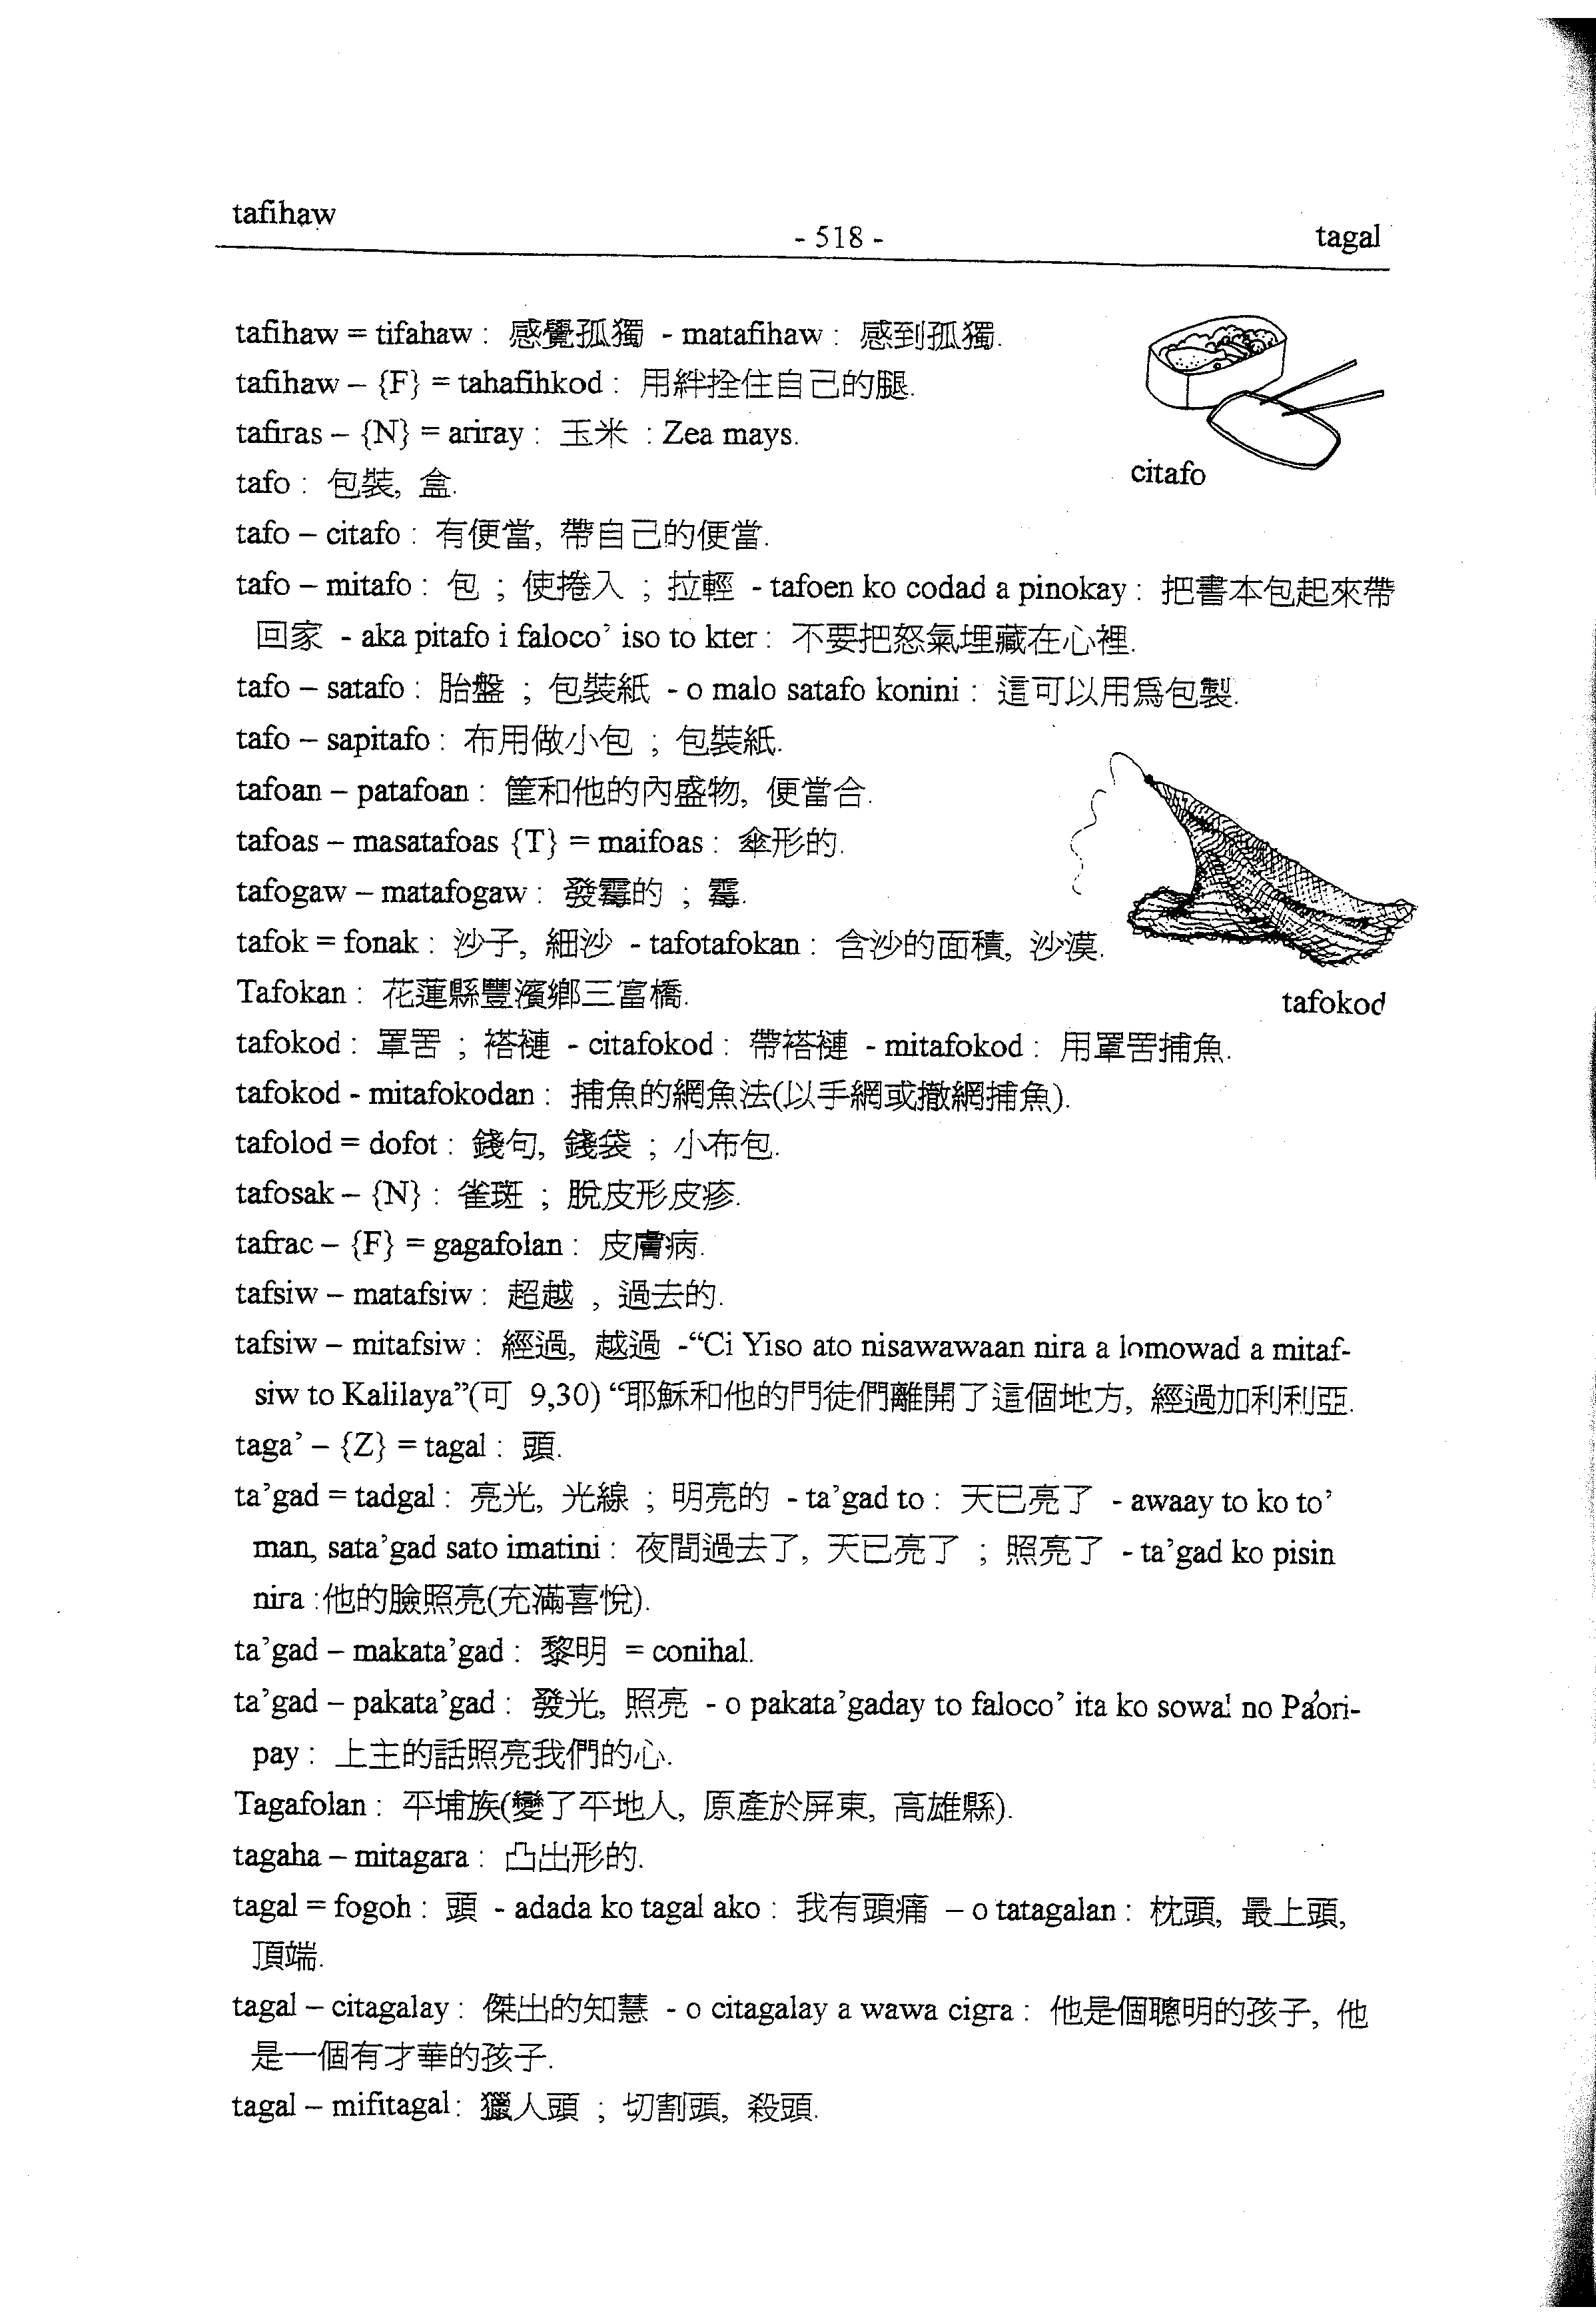 tafihaw
- 518 -
tagal
tafihaw = tifahaw : 感覺孤獨 - matafihaw : 感到孤獨.
tafihaw – {F} = tahafihkod : 用絆拴住自己的腿.
tafiras – {N} = ariray : 玉米 : Zea mays.
citafo
tafo : 包裝, 盒.
tafo – citafo : 有便當, 帶自己的便當.
tafo – mitafo : 包 ; 使捲入 ; 拉輕 - tafoen ko codad a pinokay : 把書本包起來帶
回家 - aka pitafo i faloco’ iso to kter : 不要把怒氣埋藏在心裡.
tafo – satafo : 胎盤 ; 包裝紙 - o malo satafo konini : 這可以用爲包製.
tafo – sapitafo : 布用做小包 ; 包裝紙.
tafoan – patafoan : 筐和他的內盛物, 便當合.
tafoas – masatafoas {T} = maifoas : 傘形的.
tafogaw – matafogaw : 發霉的 ; 霉.
tafok = fonak : 沙子, 細沙 - tafotafokan : 含沙的面積, 沙漠.
Tafokan : 花蓮縣豐濱鄉三富橋.
tafokod
tafokod : 罩罟 ; 褡褳 - citafokod : 帶褡褳 - mitafokod : 用罩罟捕魚.
tafokod - mitafokodan : 捕魚的網魚法(以手網或撒網捕魚).
tafolod = dofot : 錢句, 錢袋 ; 小布包.
tafosak – {N} : 雀斑 ; 脫皮形皮疹.
tafrac – {F} = gagafolan : 皮膚病.
tafsiw – matafsiw : 超越 , 過去的.
tafsiw – mitafsiw : 經過, 越過 -“Ci Yiso ato nisawawaan nira a lomowad a mitaf-
siw to Kalilaya”(可 9,30) “耶穌和他的門徒們離開了這個地方, 經過加利利亞.
taga’ – {Z} = tagal : 頭.
ta’gad = tadgal : 亮光, 光線 ; 明亮的 - ta’gad to : 天已亮了 - awaay to ko to’
man, sata’gad sato imatini : 夜間過去了, 天已亮了 ; 照亮了 - ta’gad ko pisin
nira :他的臉照亮(充滿喜悅).
ta’gad – makata’gad : 黎明 = conihal.
ta’gad – pakata’gad : 發光, 照亮 - o pakata’gaday to faloco’ ita ko sowal no Pa’ori-
pay : 上主的話照亮我們的心.
Tagafolan : 平埔族(變了平地人, 原產於屏東, 高雄縣).
tagaha – mitagara : 凸出形的.
tagal = fogoh : 頭 - adada ko tagal ako : 我有頭痛 – o tatagalan : 枕頭, 最上頭,
頂端.
tagal – citagalay : 傑出的知慧 - o citagalay a wawa cigra : 他是個聰明的孩子, 他
是一個有才華的孩子.
tagal – mifitagal : 獵人頭 ; 切割頭, 殺頭.